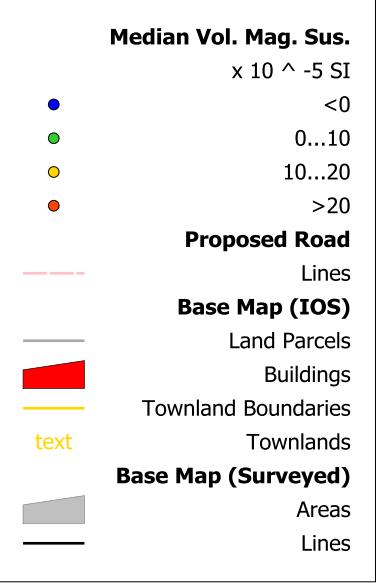 Median Vol. Mag. Sus.
x 10 ^ -5 SI
<0
0...10
10...20
>20
Proposed Road
Lines
Base Map (IOS)
Land Parcels
Buildings
Townland Boundaries
text Townlands
Base Map (Surveyed)
Areas
Lines